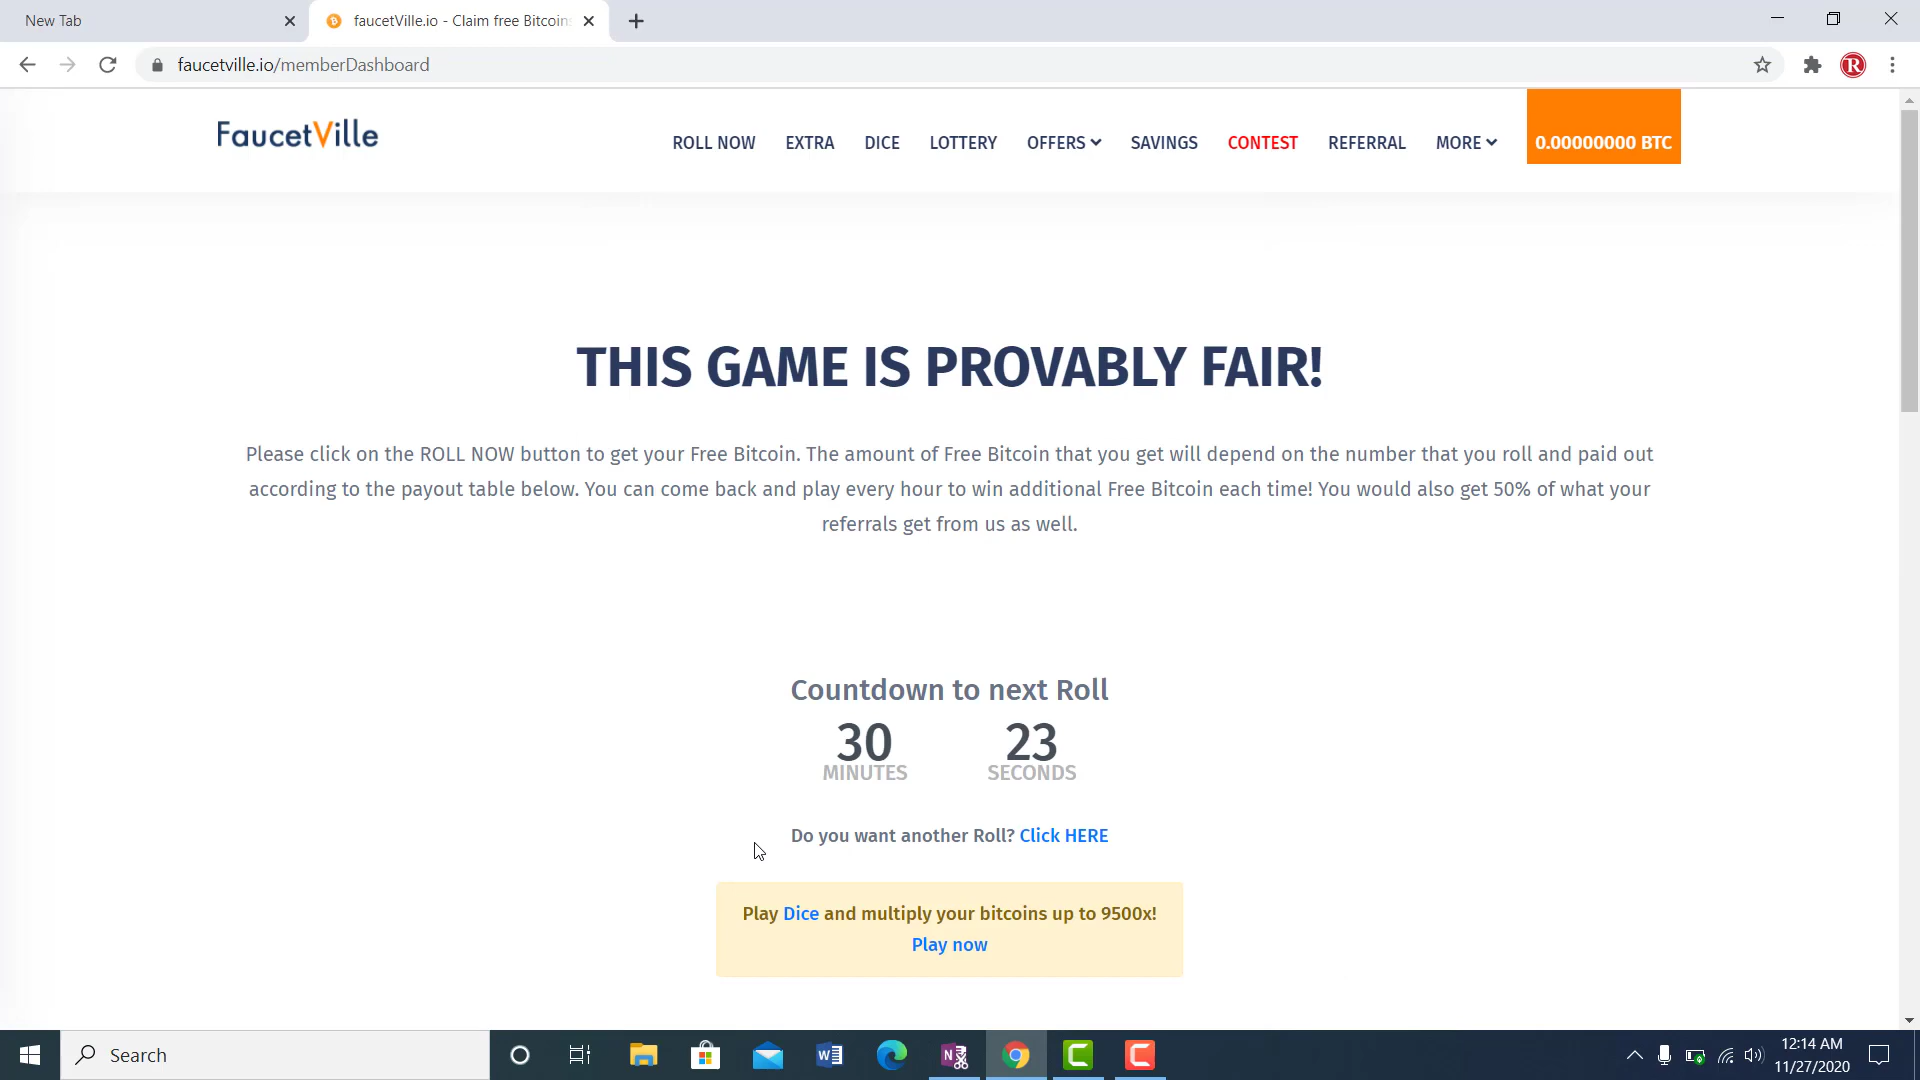 New Tab
faucetVille.io - Claim free Bitcoin
faucetville.io/memberDashboard
R
FaucetVille
ROLL NOW
EXTRA
DICE
LOTTERY
OFFERS
SAVINGS
CONTEST
REFERRAL
MORE
0.00000000 BTC
THIS GAME IS PROVABLY FAIR!
Please click on the ROLL NOW button to get your Free Bitcoin. The amount of Free Bitcoin that you get will depend on the number that you roll and paid out
according to the payout table below. You can come back and play every hour to win additional Free Bitcoin each time! You would also get 50% of what your
referrals get from us as well.
Countdown to next Roll
30 23
MINUTES SECONDS
Do you want another Roll? Click HERE
Play Dice and multiply your bitcoins up to 9500x!
Play now
Search
12:14 AM
11/27/2020